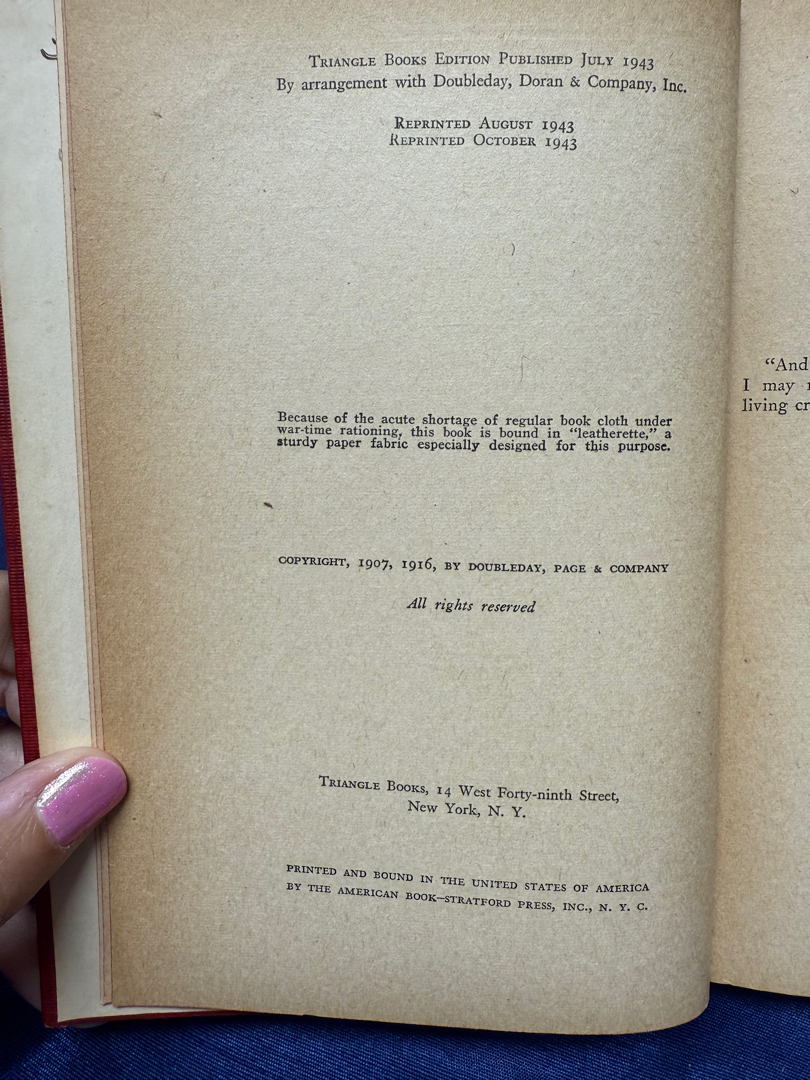 Triangle Books Edition Published July 1943
By arrangement with Doubleday, Doran & Company, Inc.
Reprinted August 1943
Reprinted October 1943
Because of the acute shortage of regular book cloth under
war-time rationing, this book is bound in “leatherette,” a
sturdy paper fabric especially designed for this purpose.
COPYRIGHT, 1907, 1916, BY DOUBLEDAY, PAGE & COMPANY
All rights reserved
Triangle Books, 14 West Forty-ninth Street,
New York, N. Y.
PRINTED AND BOUND IN THE UNITED STATES OF AMERICA
BY THE AMERICAN BOOK—STRATFORD PRESS, INC., N. Y. C.
“And
I may
living